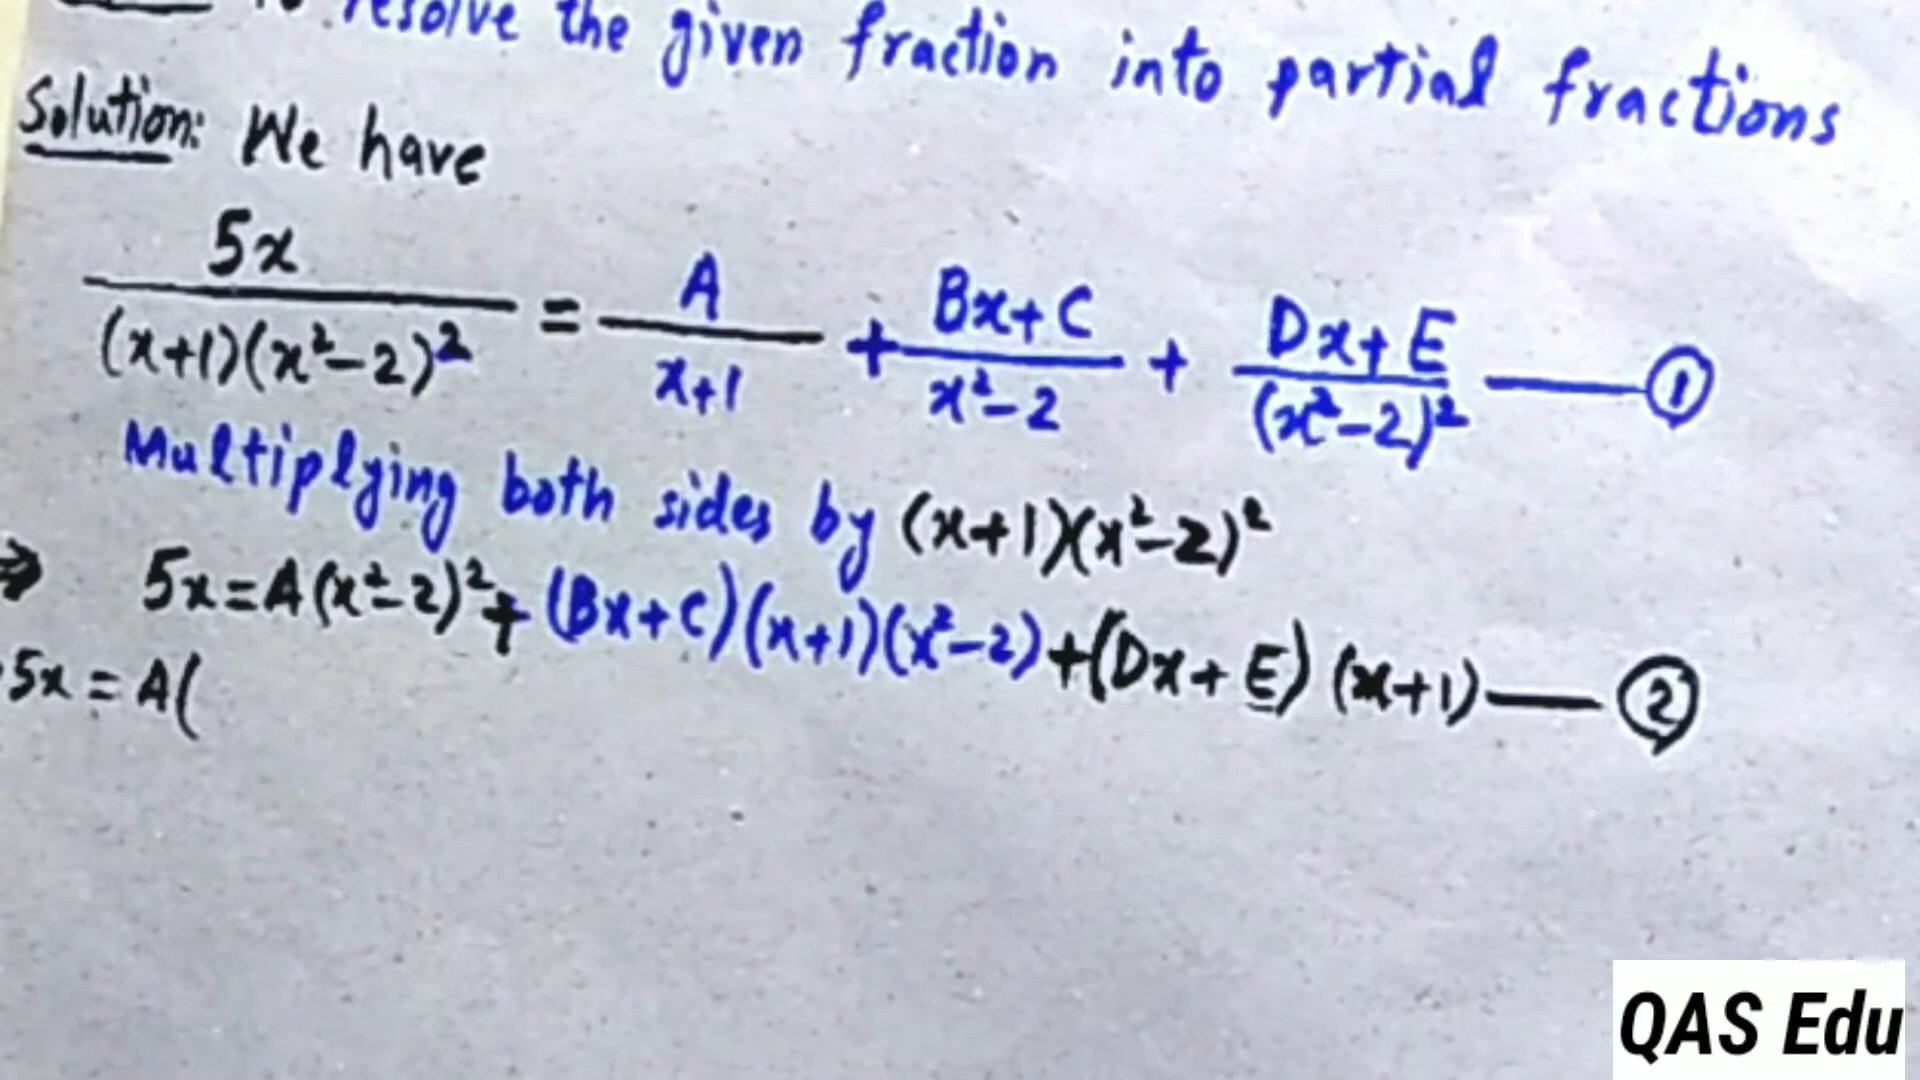 To resolve the given fraction into partial fractions
Solution: We have
5x/((x+1)(x²-2)²) = A/(x+1) + (Bx+C)/(x²-2) + (Dx+E)/(x²-2)² — ①
Multiplying both sides by (x+1)(x²-2)²
⇒ 5x=A(x²-2)²+(Bx+C)(x+1)(x²-2)+(Dx+E)(x+1) — ②
5x = A(
QAS Edu